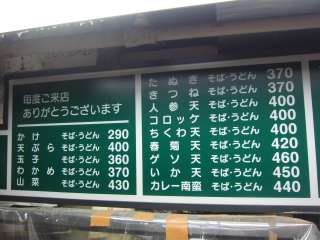 毎度ご来店
ありがとうございます
かけ そば・うどん 290
天ぷら そば・うどん 400
玉子 そば・うどん 360
わかめ そば・うどん 370
山菜 そば・うどん 430
たぬき そば・うどん 370
きつね そば・うどん 370
人参天 そば・うどん 400
コロッケ そば・うどん 400
ちくわ天 そば・うどん 400
春菊天 そば・うどん 420
ゲソ天 そば・うどん 460
いか天 そば・うどん 450
カレー南蛮 そば・うどん 440